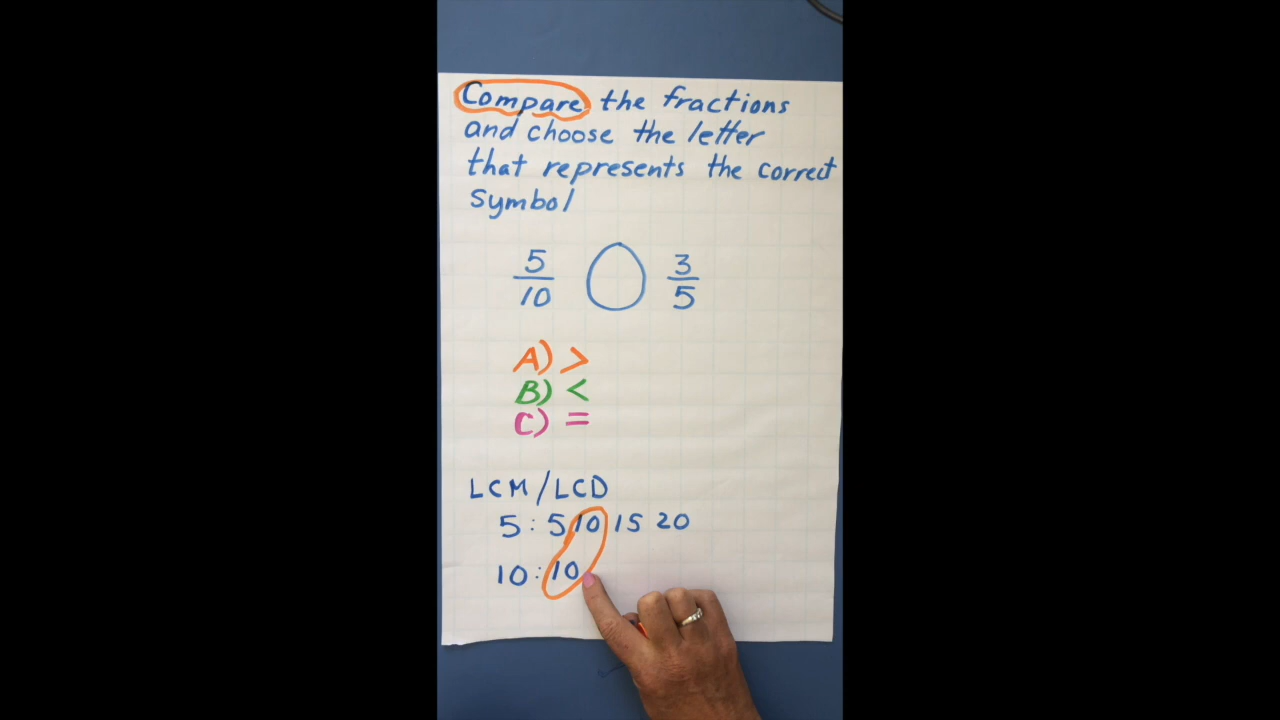 Compare the fractions
and choose the letter
that represents the correct
symbol
5/10 3/5
A) >
B) <
C) =
LCM/LCD
5: 5 10 15 20
10: 10